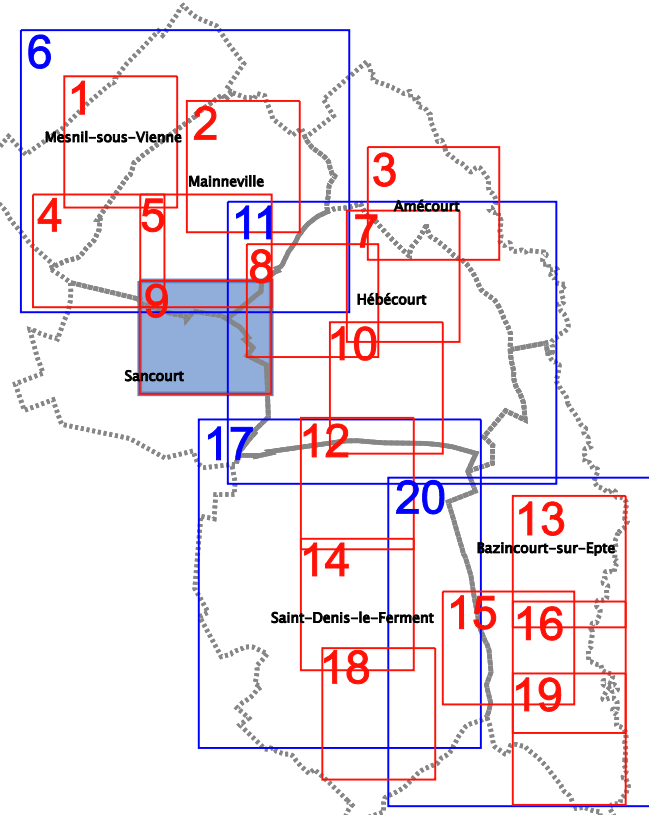 6
1
2
Mesnil-sous-Vienne
3
Mainneville
Amécourt
4
5
11
7
8
9
Hébécourt
10
Sancourt
12
17
20
13
Bazincourt-sur-Epte
14
15
Saint-Denis-le-Ferment
16
18
19